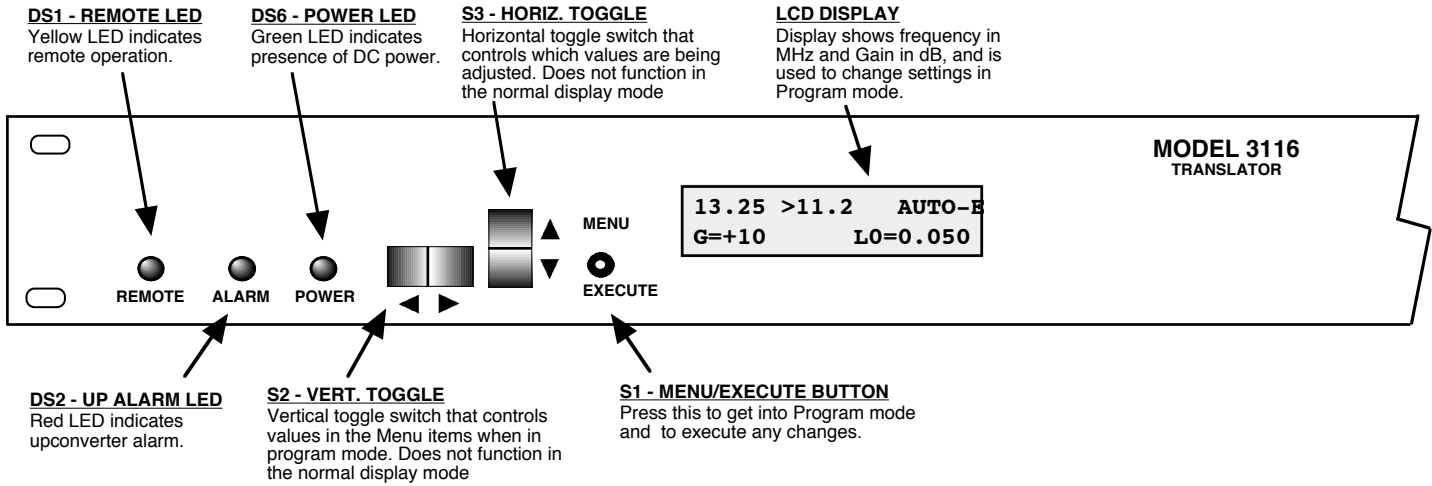 DS1 - REMOTE LED
Yellow LED indicates
remote operation.
DS6 - POWER LED
Green LED indicates
presence of DC power.
S3 - HORIZ. TOGGLE
Horizontal toggle switch that
controls which values are being
adjusted. Does not function in
the normal display mode
LCD DISPLAY
Display shows frequency in
MHz and Gain in dB, and is
used to change settings in
Program mode.
MODEL 3116
TRANSLATOR
13.25 >11.2 AUTO-E
G=+10 L0=0.050
MENU
EXECUTE
REMOTE
ALARM
POWER
DS2 - UP ALARM LED
Red LED indicates
upconverter alarm.
S2 - VERT. TOGGLE
Vertical toggle switch that controls
values in the Menu items when in
program mode. Does not function in
the normal display mode
S1 - MENU/EXECUTE BUTTON
Press this to get into Program mode
and to execute any changes.